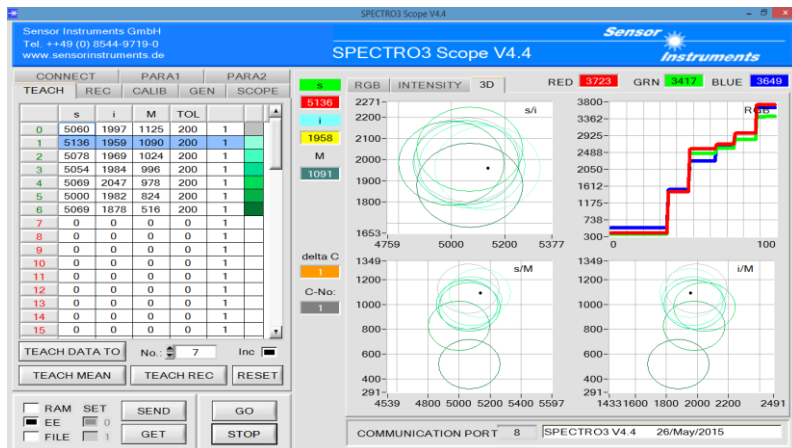 SPECTRO3 Scope V4.4
Sensor Instruments GmbH
Tel. ++49 (0) 8544-9719-0
www.sensorinstruments.de
SPECTRO3 Scope V4.4
Sensor
Instruments
CONNECT PARA1 PARA2
TEACH REC CALIB GEN SCOPE
s i M TOL
0 5060 1997 1125 200 1
1 5136 1959 1090 200 1
2 5078 1969 1024 200 1
3 5054 1984 996 200 1
4 5069 2047 978 200 1
5 5000 1982 824 200 1
6 5069 1878 516 200 1
7 0 0 0 0 1
8 0 0 0 0 1
9 0 0 0 0 1
10 0 0 0 0 1
11 0 0 0 0 1
12 0 0 0 0 1
13 0 0 0 0 1
14 0 0 0 0 1
15 0 0 0 0 1
TEACH DATA TO No.: 7 Inc
TEACH MEAN TEACH REC RESET
RAM SET SEND GO
EE 0
FILE 1 GET STOP
s
5136
i
1958
M
1091
delta C
1
C-No:
1
RGB INTENSITY 3D RED 3723 GRN 3417 BLUE 3649
s/i
2271-
2200-
2100-
2000-
1900-
1800-
1653-
4759 5000 5200 5377
RGB
3800-
3362-
2925-
2488-
2050-
1612-
1175-
738-
300-
0 100
s/M
1349-
1200-
1000-
800-
600-
400-
291-
4539 4800 5000 5200 5400 5597
i/M
1349-
1200-
1000-
800-
600-
400-
291-
1433 1600 1800 2000 2200 2491
COMMUNICATION PORT 8 SPECTRO3 V4.4 26/May/2015